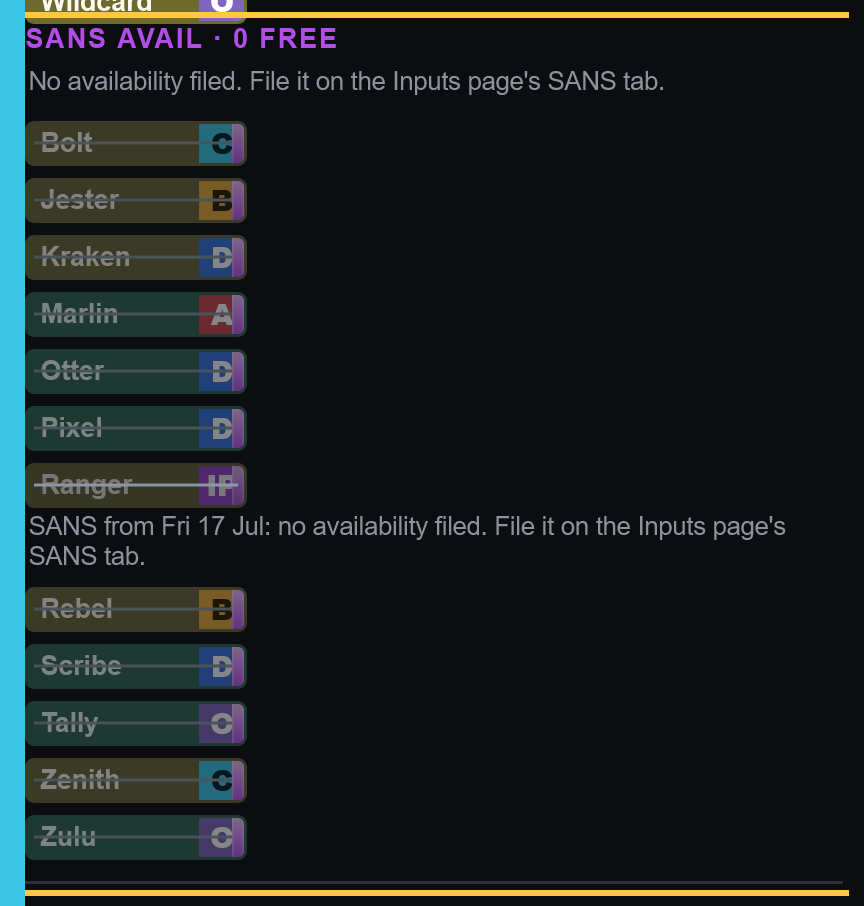 Wildcard O
SANS AVAIL · 0 FREE
No availability filed. File it on the Inputs page's SANS tab.
Bolt C
Jester B
Kraken D
Marlin A
Otter D
Pixel D
Ranger IP
SANS from Fri 17 Jul: no availability filed. File it on the Inputs page's
SANS tab.
Rebel B
Scribe D
Tally O
Zenith C
Zulu O